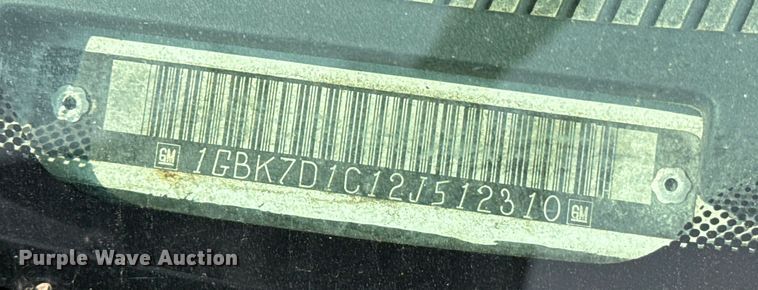 GM 1GBK7D1C12J512310 GM
Purple Wave Auction